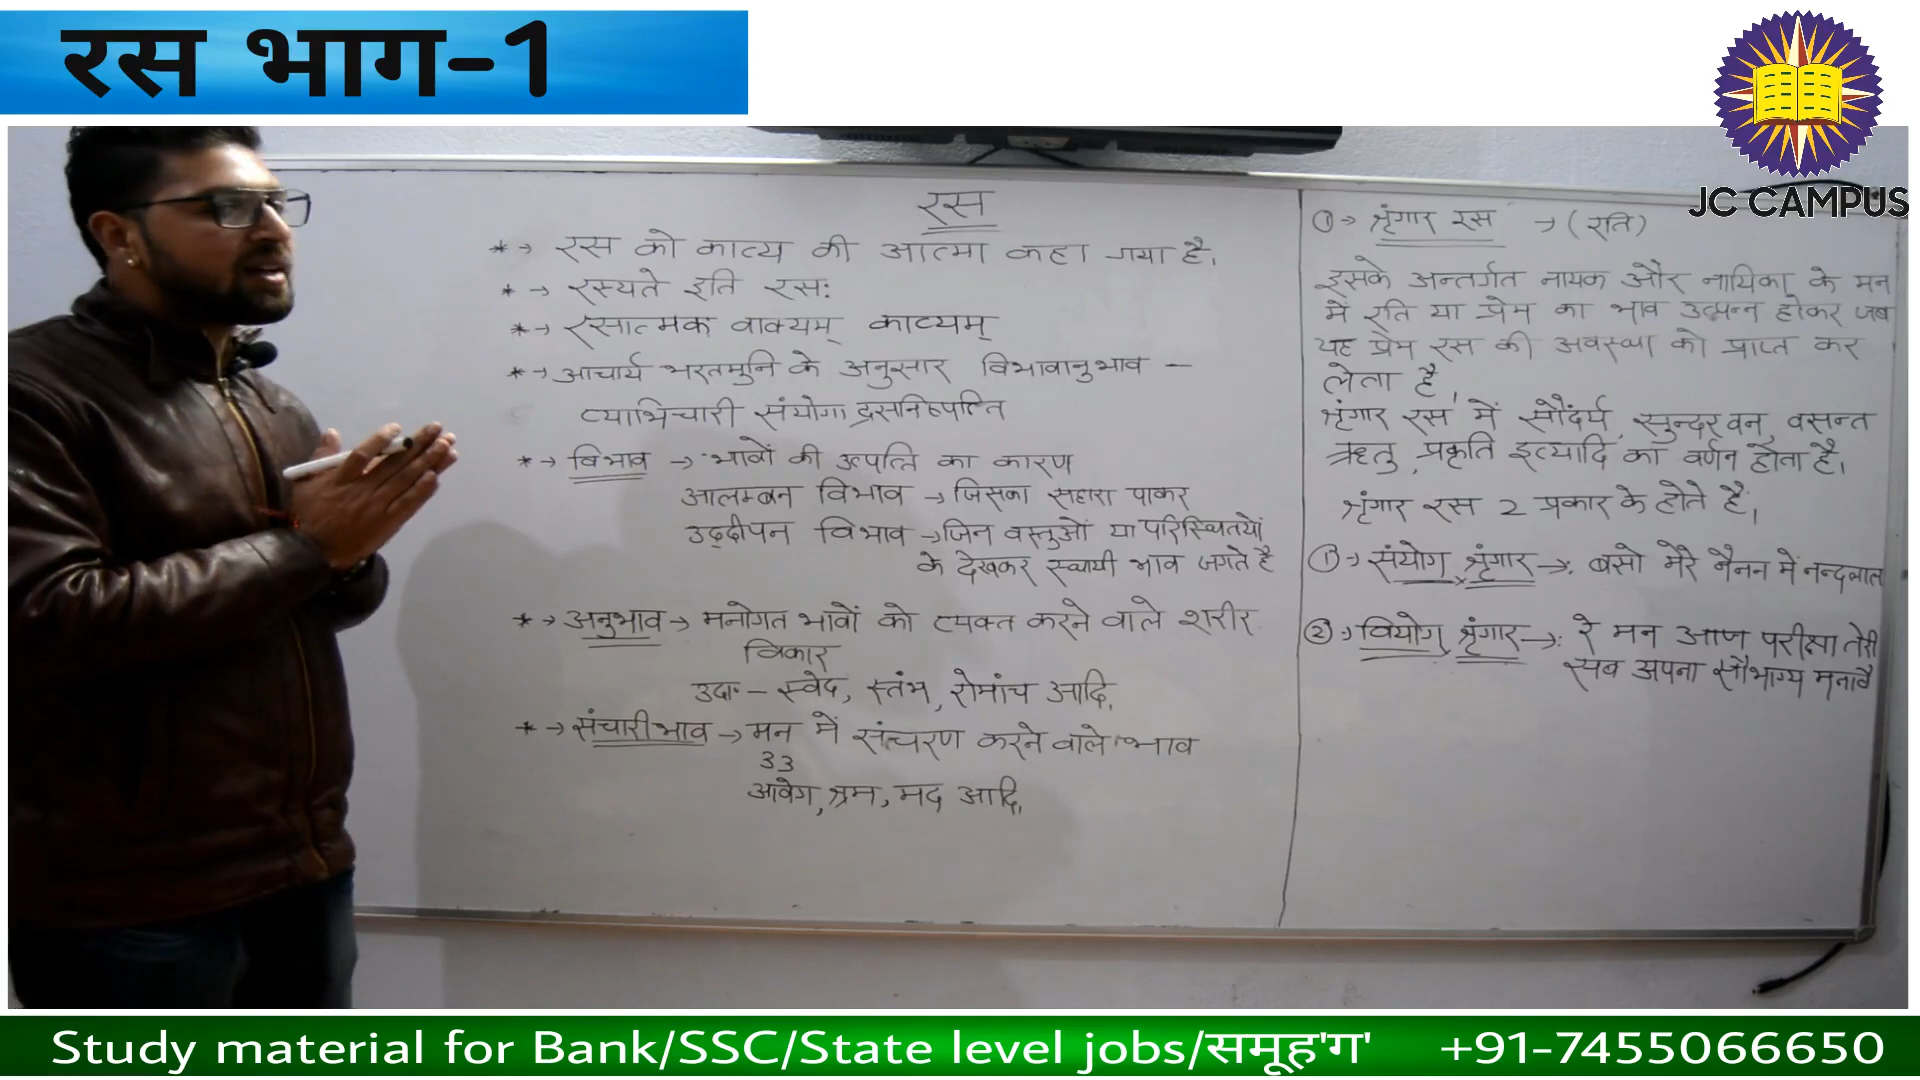 रस भाग-1
JC CAMPUS
रस
* → रस को काव्य की आत्मा कहा गया है।
* → रस्यते इति रसः
* → रसात्मक वाक्यम् काव्यम्
* → आचार्य भरतमुनि के अनुसार विभावानुभाव –
व्याभिचारी संयोगाद्रसनिष्पत्ति
* → विभाव → भावों की उत्पत्ति का कारण
आलम्बन विभाव → जिसका सहारा पाकर
उद्दीपन विभाव → जिन वस्तुओं या परिस्थितयों
के देखकर स्थायी भाव जगते है
* → अनुभाव → मनोगत भावों को व्यक्त करने वाले शरीर
विकार
उदाः – स्वेद, स्तंभ, रोमांच आदि,
* → संचारीभाव → मन में संचरण करने वाले भाव
33
आवेग, श्रम, मद आदि,
① → श्रृंगार रस → (रति)
इसके अन्तर्गत नायक और नायिका के मन
मे रति या प्रेम का भाव उत्पन्न होकर जब
यह प्रेम रस की अवस्था को प्राप्त कर
लेता है,
श्रृंगार रस में सौंदर्य, सुन्दर वन, वसन्त
ऋतु, प्रकृति इत्यादि का वर्णन होता है।
श्रृंगार रस 2 प्रकार के होते हैं,
① → संयोग श्रृंगार →: बसो मेरे नैनन में नन्दलाल
② → वियोग श्रृंगार →: रे मन आज परीक्षा तेरी
सब अपना सौभाग्य मनावै
Study material for Bank/SSC/State level jobs/समूह'ग' +91-7455066650